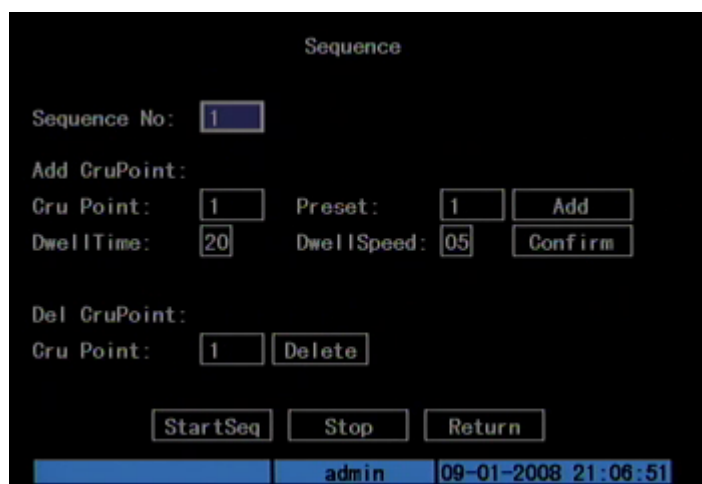 Sequence
Sequence No: 1
Add CruPoint:
Cru Point: 1 Preset: 1 Add
DwellTime: 20 DwellSpeed: 05 Confirm
Del CruPoint:
Cru Point: 1 Delete
StartSeq Stop Return
admin 09-01-2008 21:06:51